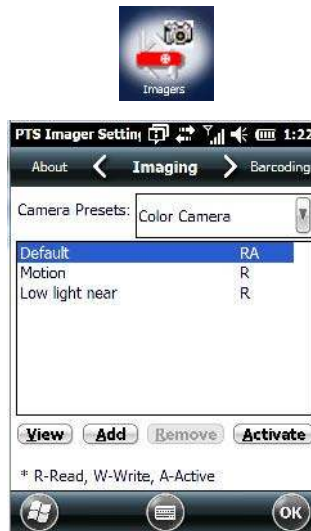 Imagers
PTS Imager Settin 1:22
About Imaging Barcoding
Camera Presets: Color Camera
Default RA
Motion R
Low light near R
View Add Remove Activate
* R-Read, W-Write, A-Active
OK